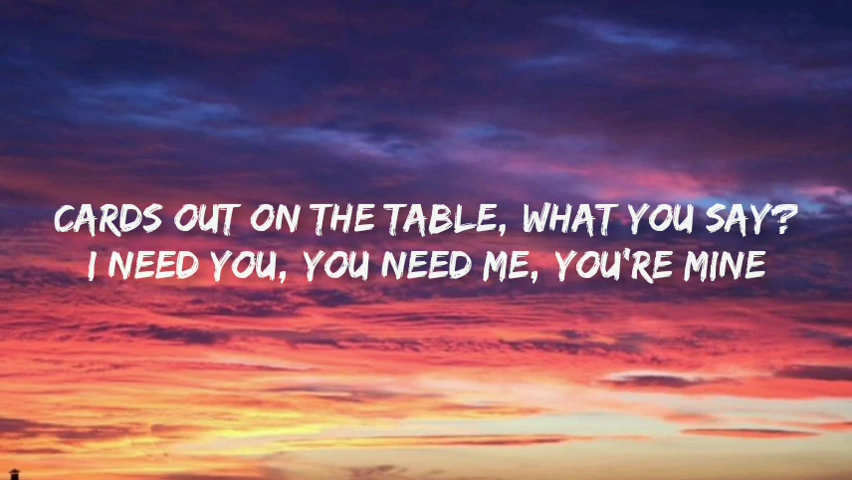 CARDS OUT ON THE TABLE, WHAT YOU SAY?
I NEED YOU, YOU NEED ME, YOU'RE MINE